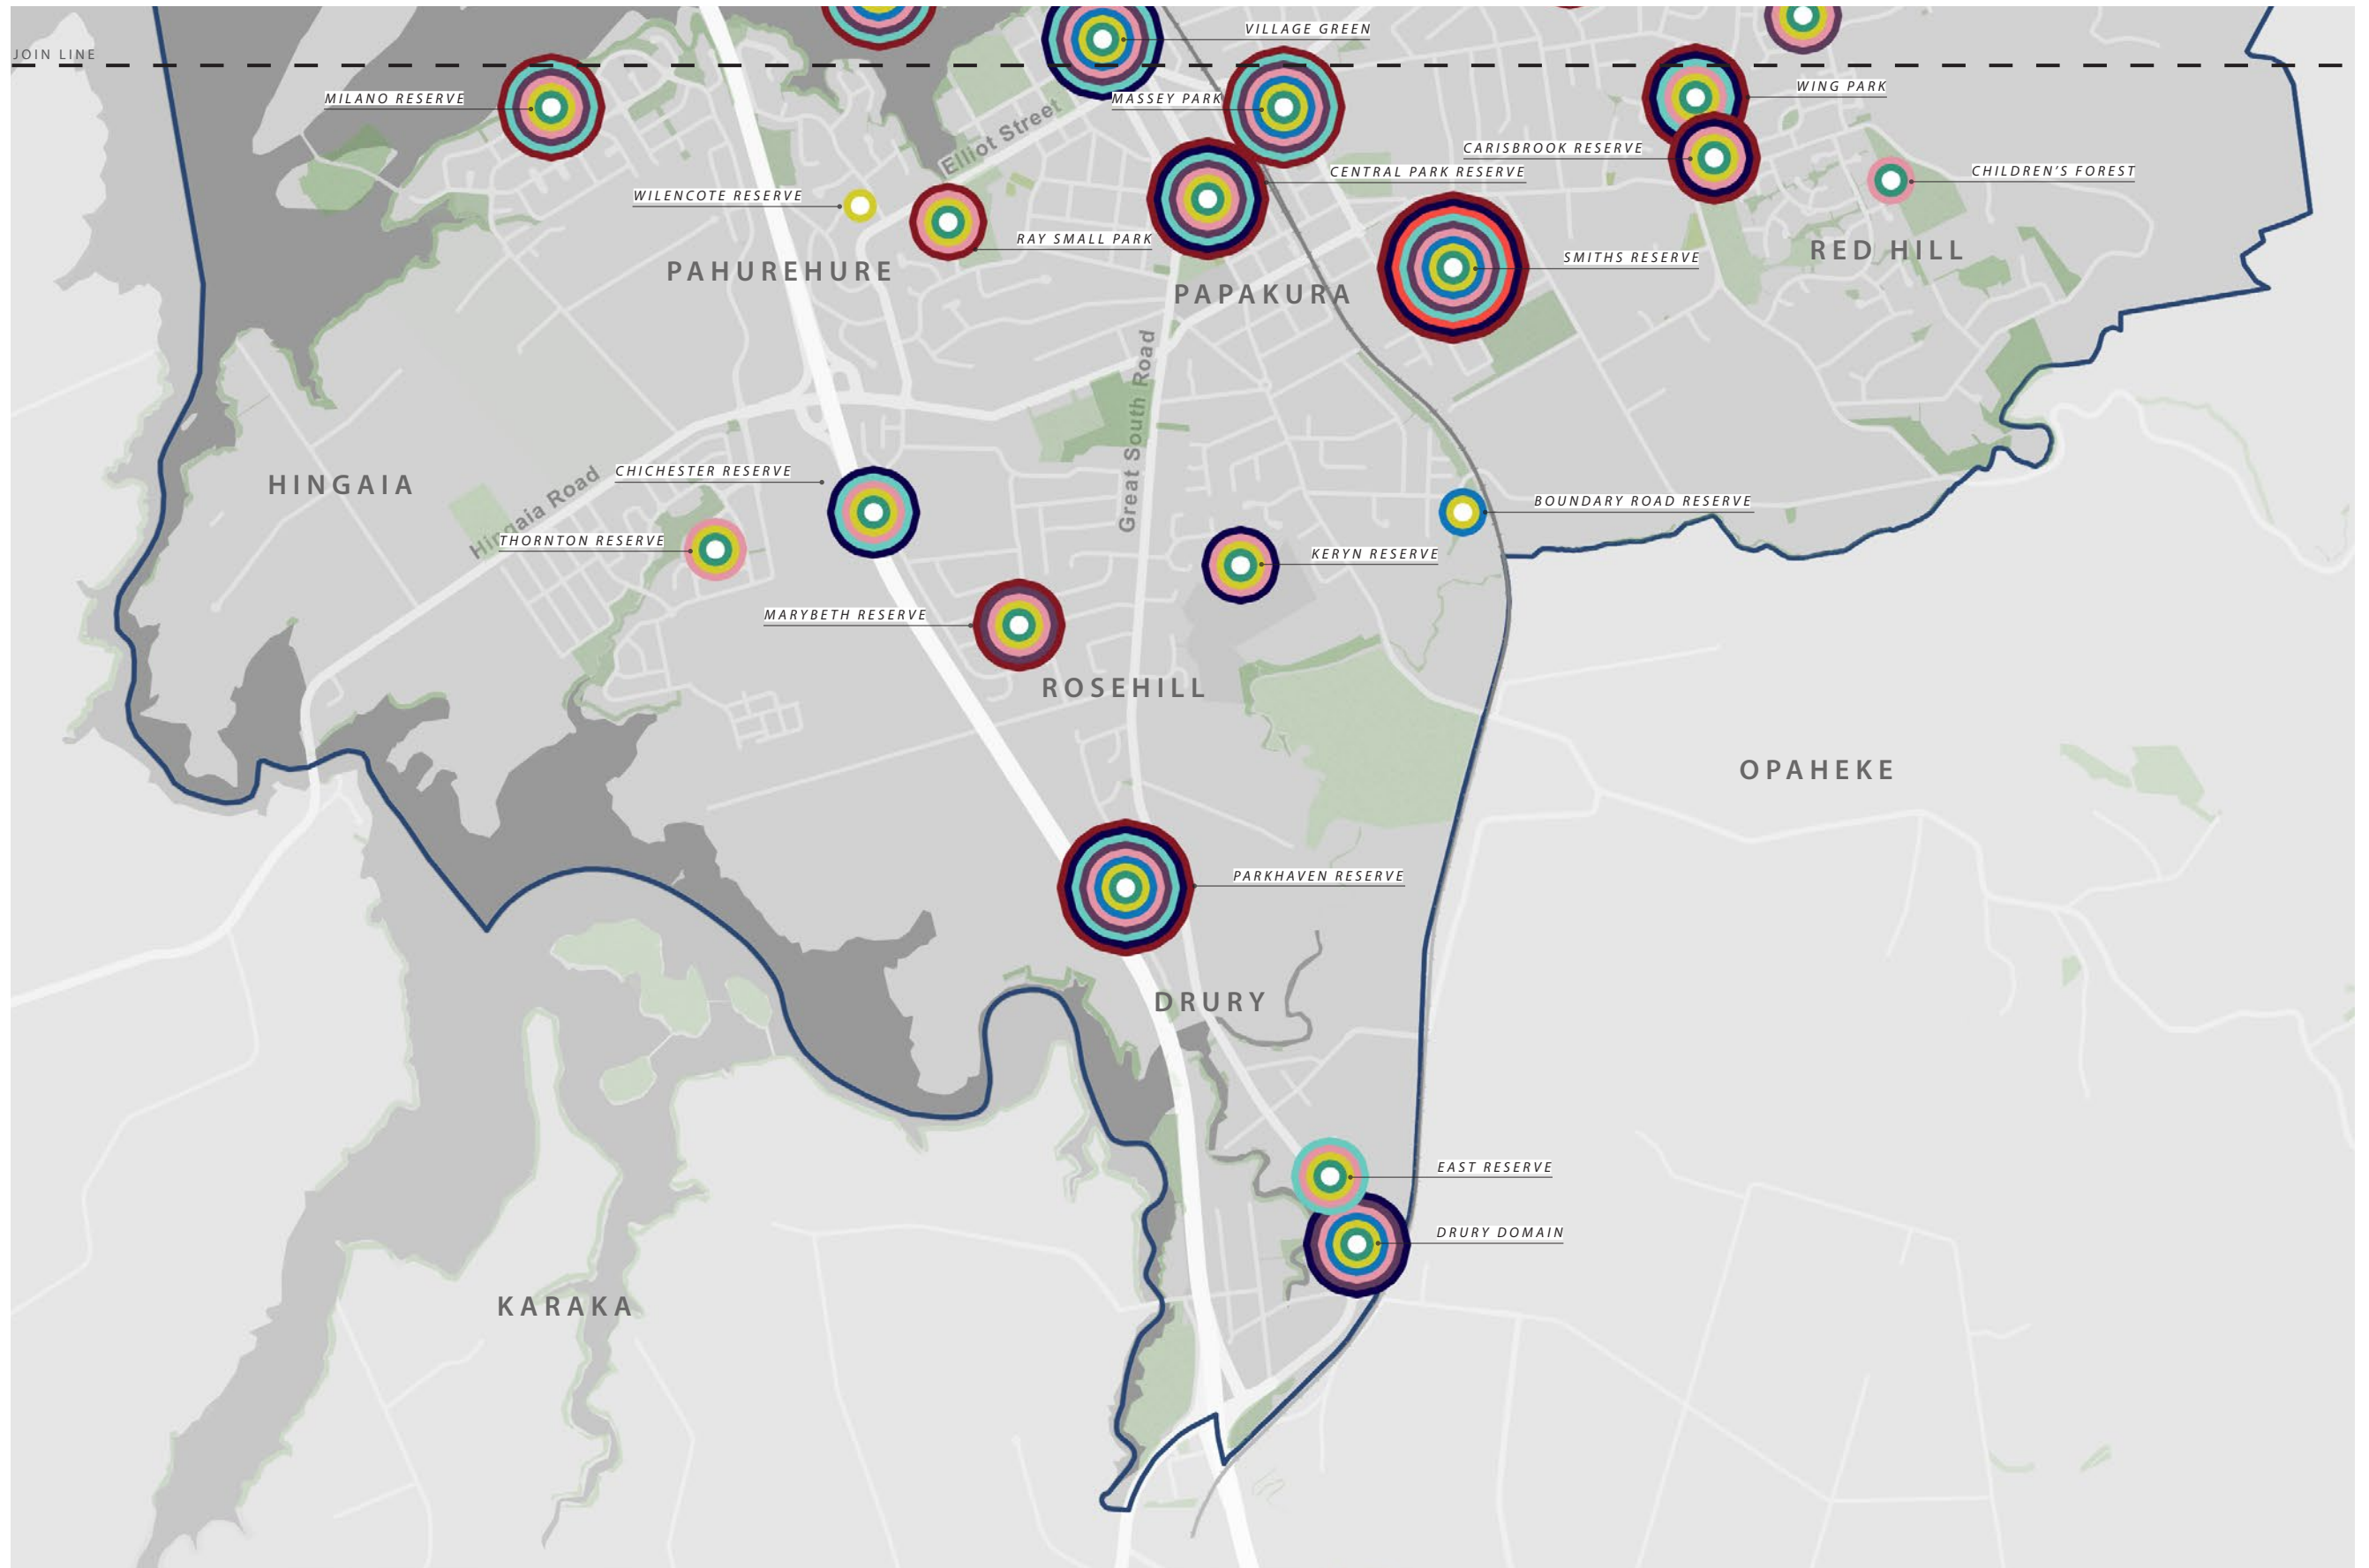 VILLAGE GREEN
JOIN LINE
WING PARK
MILANO RESERVE
MASSEY PARK
Elliot Street
CARISBROOK RESERVE
CENTRAL PARK RESERVE
CHILDREN'S FOREST
WILENCOTE RESERVE
RAY SMALL PARK
RED HILL
SMITHS RESERVE
PAHUREHURE
PAPAKURA
Great South Road
CHICHESTER RESERVE
HINGAIA
Hingaia Road
BOUNDARY ROAD RESERVE
THORNTON RESERVE
KERYN RESERVE
MARYBETH RESERVE
ROSEHILL
OPAHEKE
PARKHAVEN RESERVE
DRURY
EAST RESERVE
DRURY DOMAIN
KARAKA